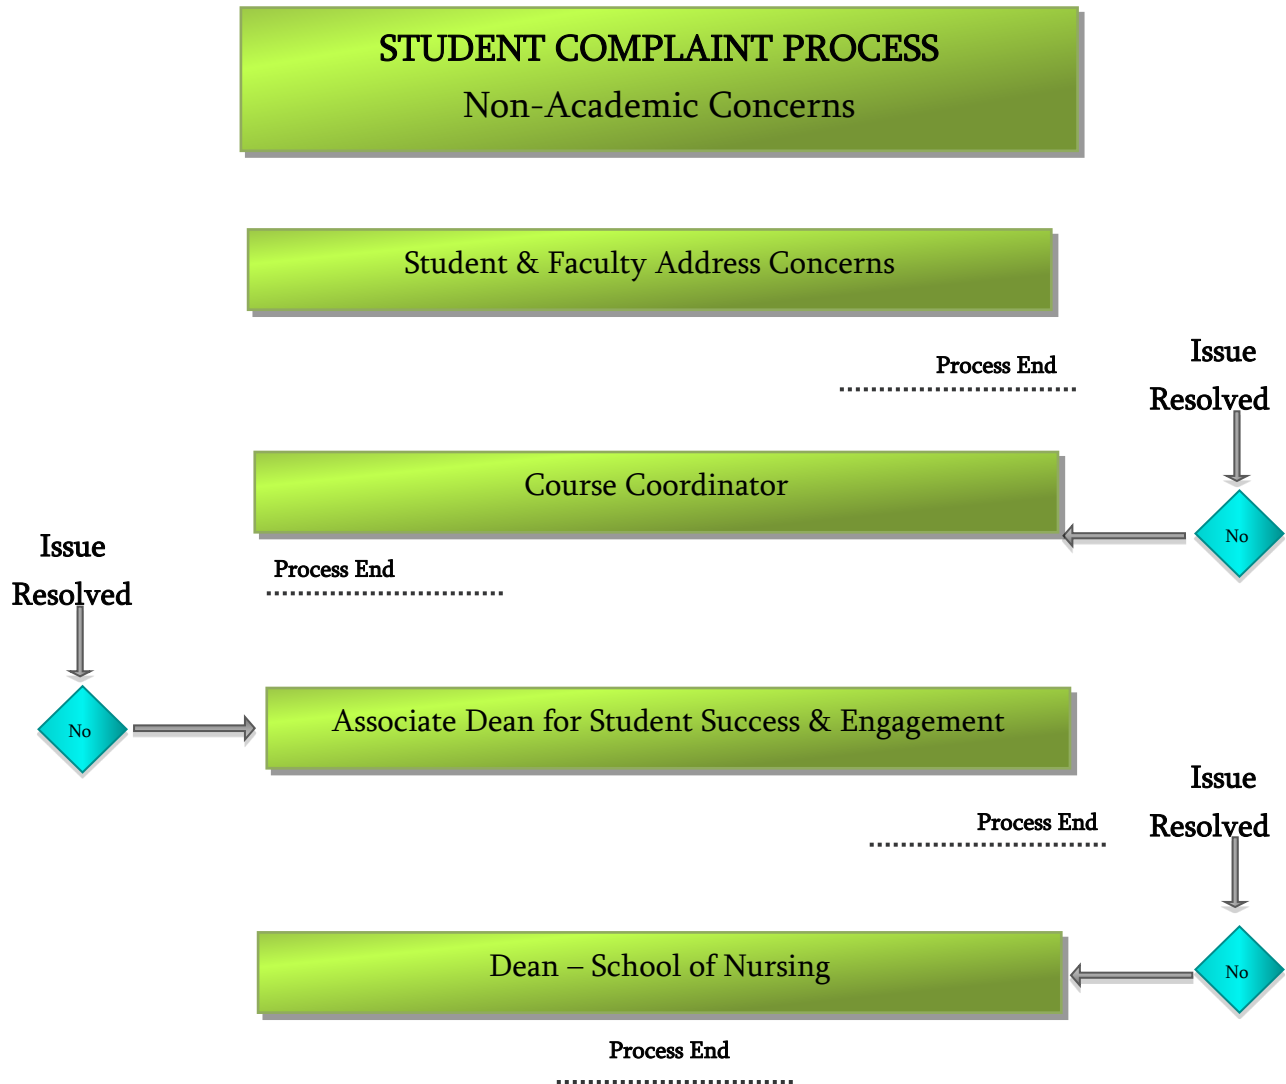 STUDENT COMPLAINT PROCESS
Non-Academic Concerns
Student & Faculty Address Concerns
Process End
Issue
Resolved
Course Coordinator
No
Issue
Resolved
Process End
Associate Dean for Student Success & Engagement
No
Issue
Resolved
Process End
Dean – School of Nursing
No
Process End